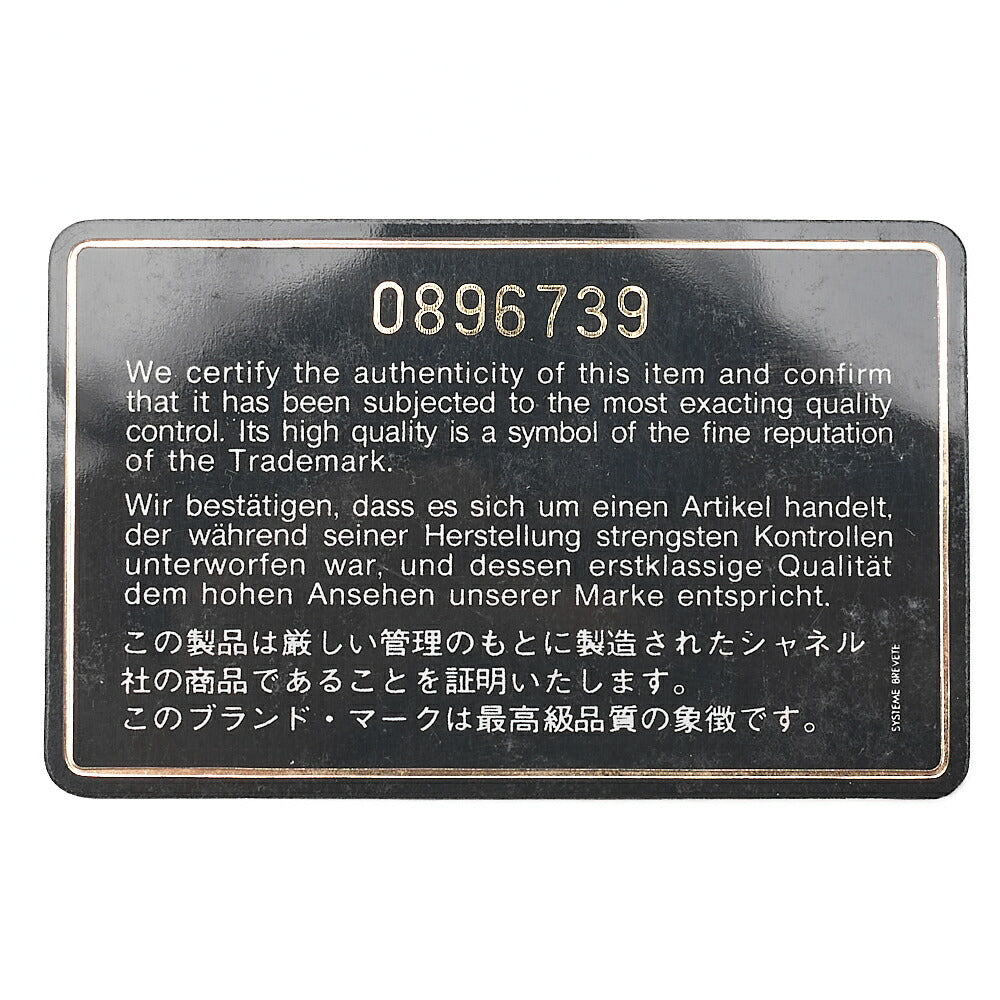 0896739
We certify the authenticity of this item and confirm
that it has been subjected to the most exacting quality
control. Its high quality is a symbol of the fine reputation
of the Trademark.
Wir bestätigen, dass es sich um einen Artikel handelt,
der während seiner Herstellung strengsten Kontrollen
unterworfen war, und dessen erstklassige Qualität
dem hohen Ansehen unserer Marke entspricht.
この製品は厳しい管理のもとに製造されたシャネル
社の商品であることを証明いたします。
このブランド・マークは最高級品質の象徴です。
SYSTEME BREVETE